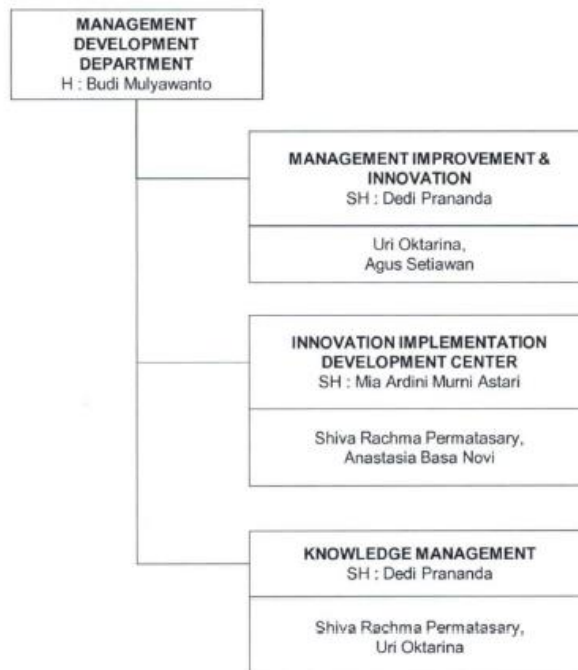 MANAGEMENT
DEVELOPMENT
DEPARTMENT
H : Budi Mulyawanto
MANAGEMENT IMPROVEMENT &
INNOVATION
SH : Dedi Prananda
Uri Oktarina,
Agus Setiawan
INNOVATION IMPLEMENTATION
DEVELOPMENT CENTER
SH : Mia Ardini Murni Astari
Shiva Rachma Permatasary,
Anastasia Basa Novi
KNOWLEDGE MANAGEMENT
SH : Dedi Prananda
Shiva Rachma Permatasary,
Uri Oktarina